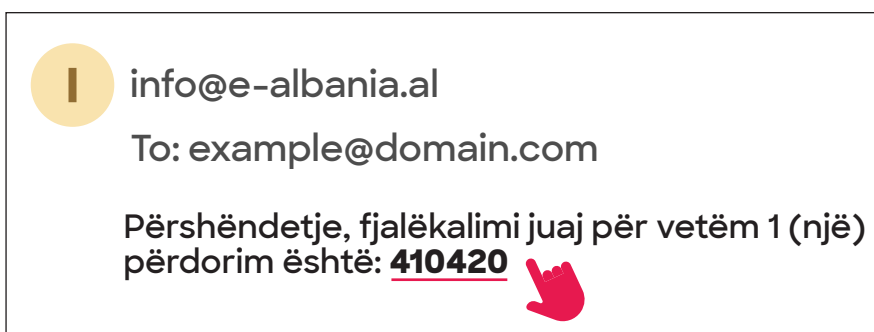 I
info@e-albania.al
To: example@domain.com
Përshëndetje, fjalëkalimi juaj për vetëm 1 (një)
përdorim është: 410420